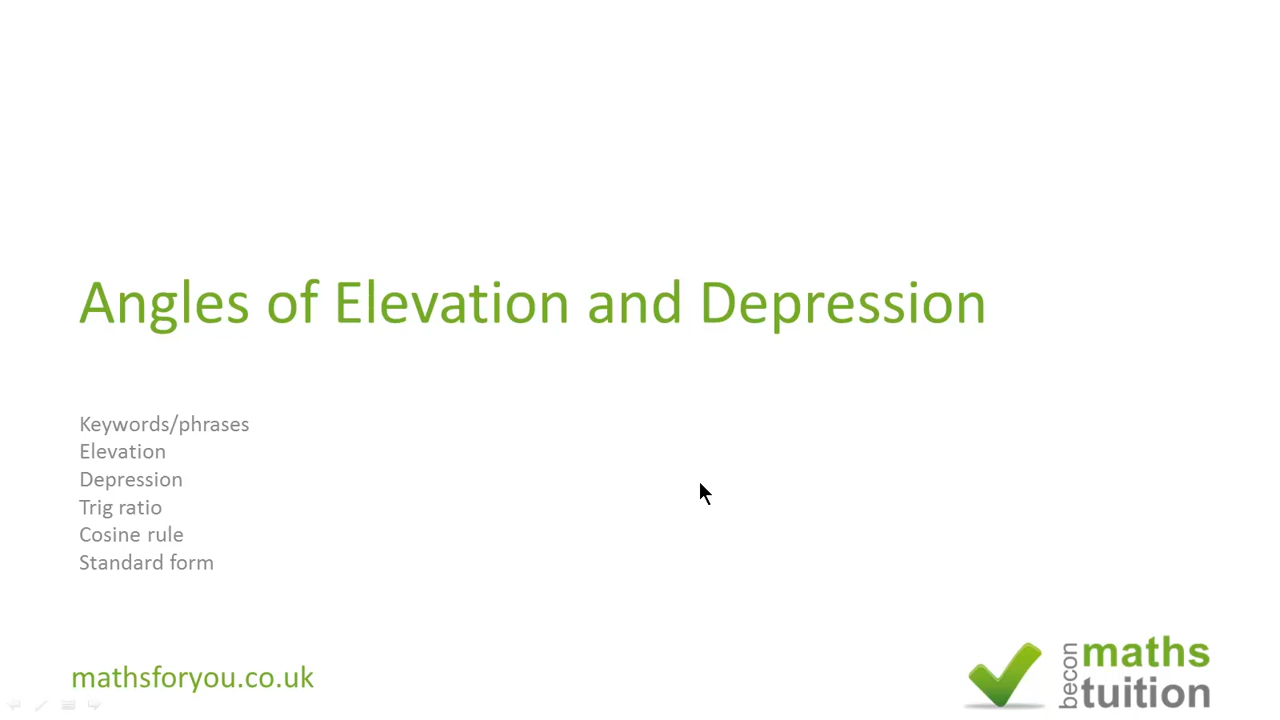 Angles of Elevation and Depression
Keywords/phrases
Elevation
Depression
Trig ratio
Cosine rule
Standard form
mathsforyou.co.uk
becon
maths
tuition